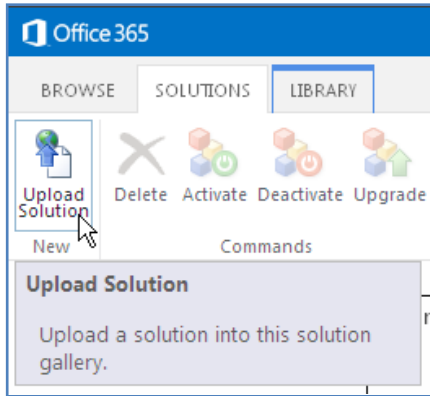 Office 365
BROWSE SOLUTIONS LIBRARY
Upload Solution Delete Activate Deactivate Upgrade
New Commands
Upload Solution
Upload a solution into this solution
gallery.